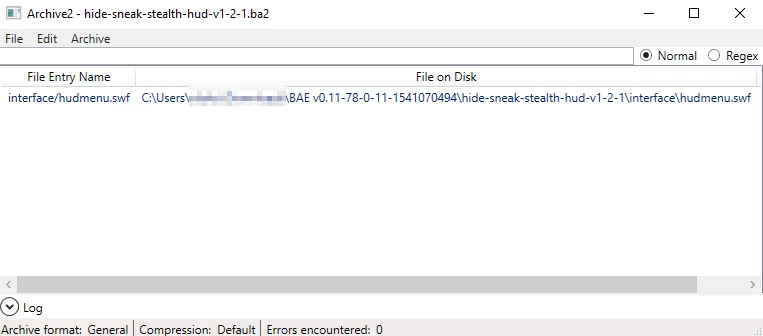 Archive2 - hide-sneak-stealth-hud-v1-2-1.ba2
File Edit Archive
Normal Regex
File Entry Name File on Disk
interface/hudmenu.swf C:\Users\ \BAE v0.11-78-0-11-1541070494\hide-sneak-stealth-hud-v1-2-1\interface\hudmenu.swf
Log
Archive format: General Compression: Default Errors encountered: 0